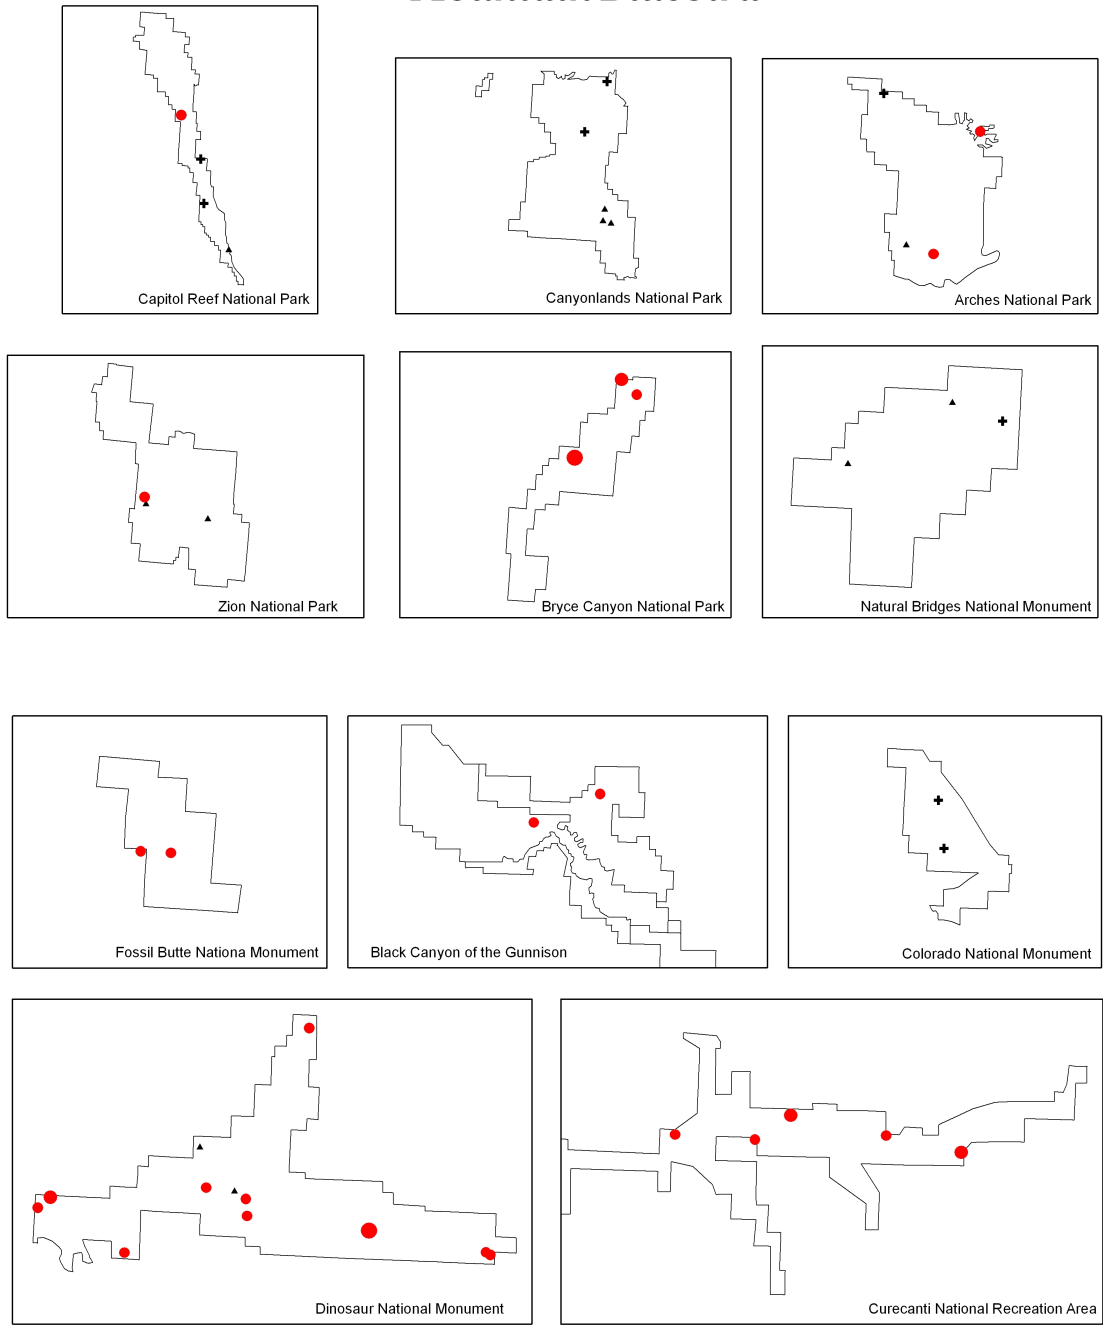 Capitol Reef National Park
Canyonlands National Park
Arches National Park
Zion National Park
Bryce Canyon National Park
Natural Bridges National Monument
Fossil Butte Nationa Monument
Black Canyon of the Gunnison
Colorado National Monument
Dinosaur National Monument
Curecanti National Recreation Area